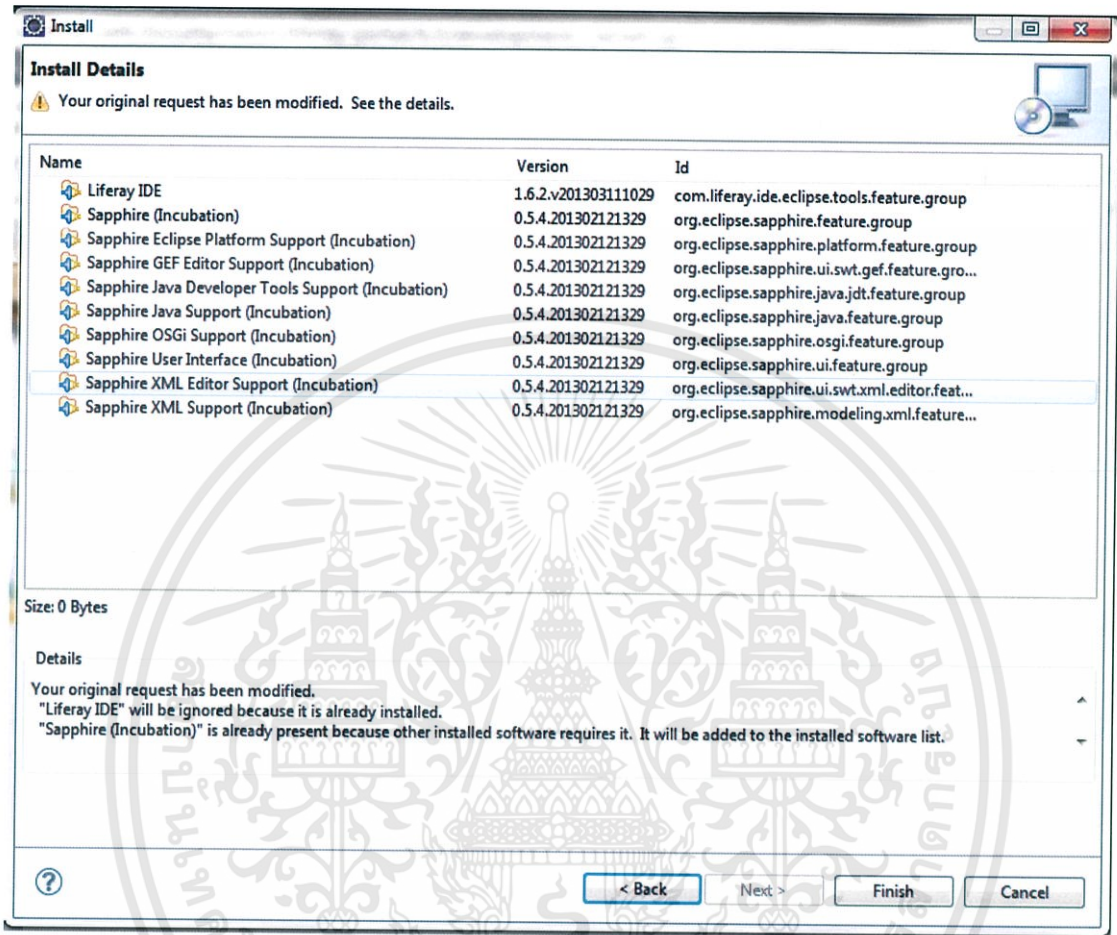 Install
Install Details
Your original request has been modified. See the details.
Name Version Id
Liferay IDE 1.6.2.v201303111029 com.liferay.ide.eclipse.tools.feature.group
Sapphire (Incubation) 0.5.4.201302121329 org.eclipse.sapphire.feature.group
Sapphire Eclipse Platform Support (Incubation) 0.5.4.201302121329 org.eclipse.sapphire.platform.feature.group
Sapphire GEF Editor Support (Incubation) 0.5.4.201302121329 org.eclipse.sapphire.ui.swt.gef.feature.gro...
Sapphire Java Developer Tools Support (Incubation) 0.5.4.201302121329 org.eclipse.sapphire.java.jdt.feature.group
Sapphire Java Support (Incubation) 0.5.4.201302121329 org.eclipse.sapphire.java.feature.group
Sapphire OSGi Support (Incubation) 0.5.4.201302121329 org.eclipse.sapphire.osgi.feature.group
Sapphire User Interface (Incubation) 0.5.4.201302121329 org.eclipse.sapphire.ui.feature.group
Sapphire XML Editor Support (Incubation) 0.5.4.201302121329 org.eclipse.sapphire.ui.swt.xml.editor.feat...
Sapphire XML Support (Incubation) 0.5.4.201302121329 org.eclipse.sapphire.modeling.xml.feature...
Size: 0 Bytes
Details
Your original request has been modified.
"Liferay IDE" will be ignored because it is already installed.
"Sapphire (Incubation)" is already present because other installed software requires it. It will be added to the installed software list.
< Back Next > Finish Cancel